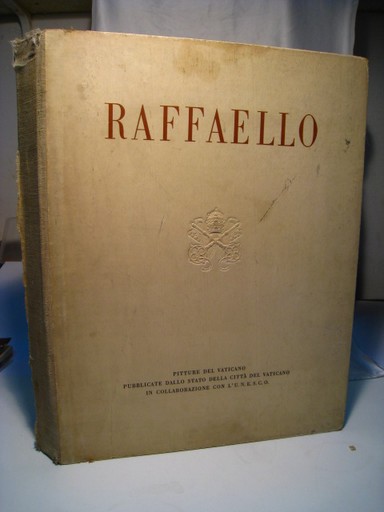 RAFFAELLO
PITTURE DEL VATICANO
PUBBLICATE DALLO STATO DELLA CITTÀ DEL VATICANO
IN COLLABORAZIONE CON L'U.N.E.S.C.O.